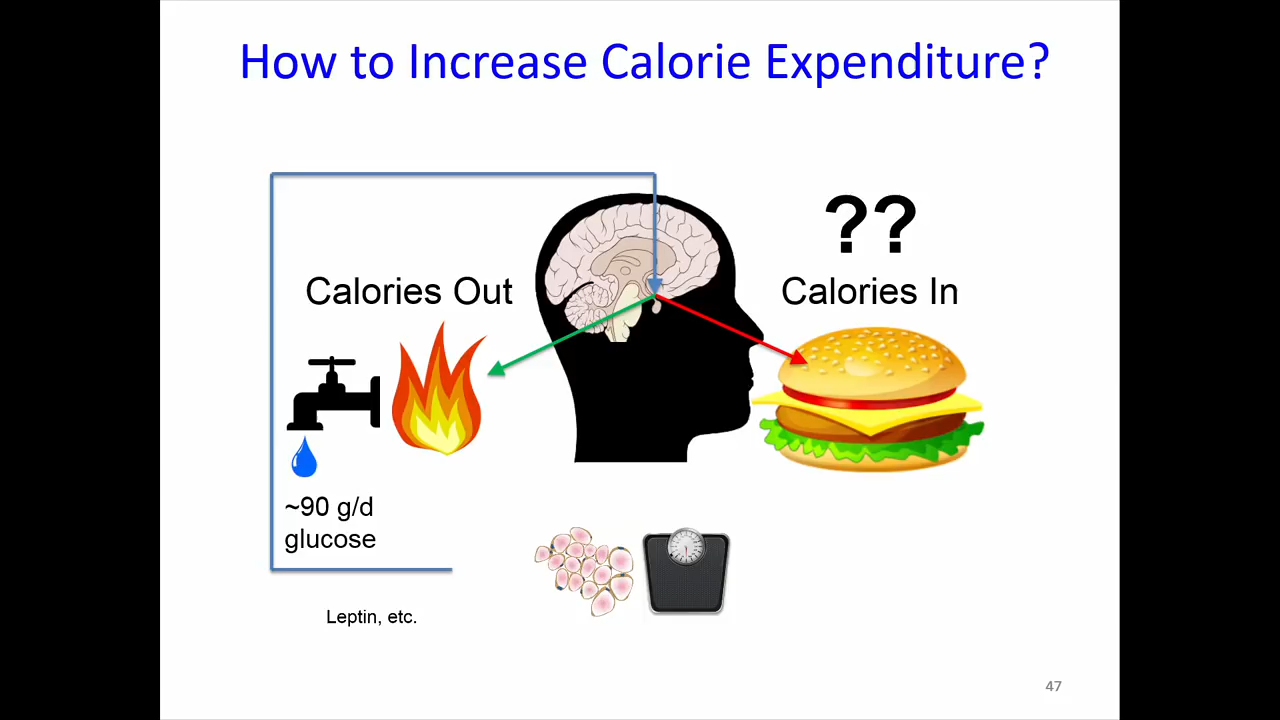 How to Increase Calorie Expenditure?
??
Calories Out
Calories In
~90 g/d
glucose
Leptin, etc.
47